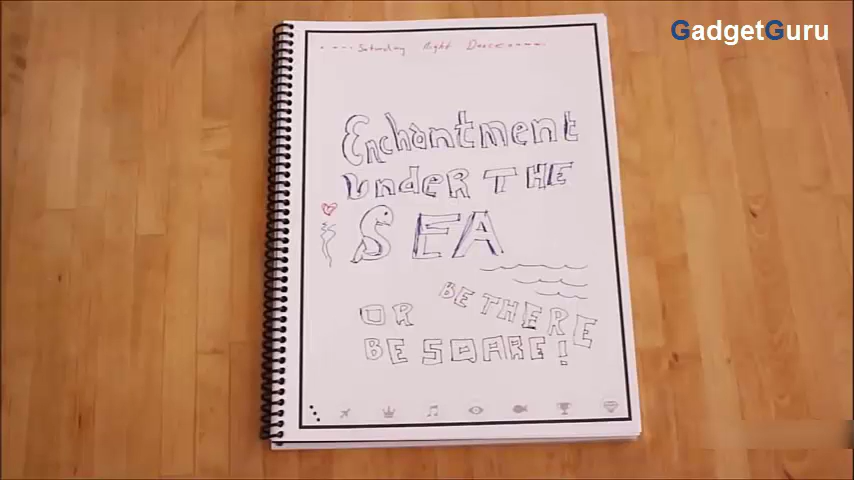 GadgetGuru
Saturday Night Dance
Enchantment
UndeR THE
SEA
BE THERE
OR
BE SQARE!